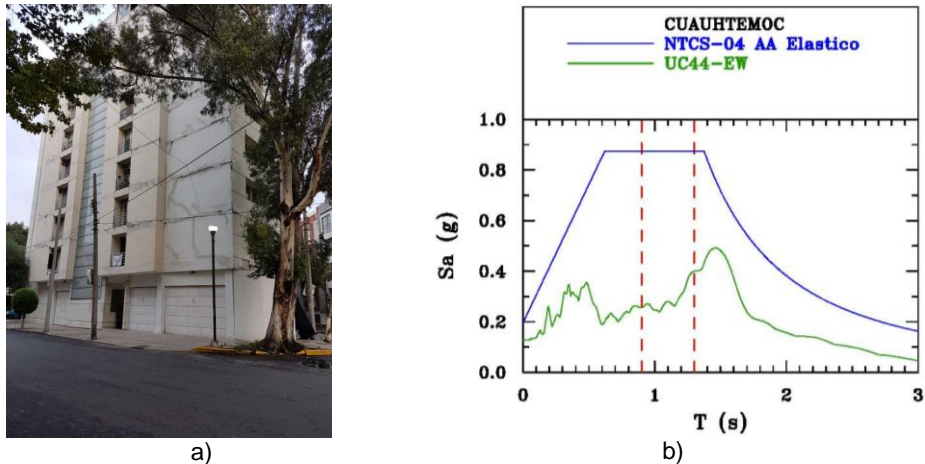 CUAUHTEMOC
NTCS-04 AA Elastico
UC44-EW
1.0
0.8
0.6
0.4
0.2
0.0
Sa (g)
0 1 2 3
T (s)
a) b)